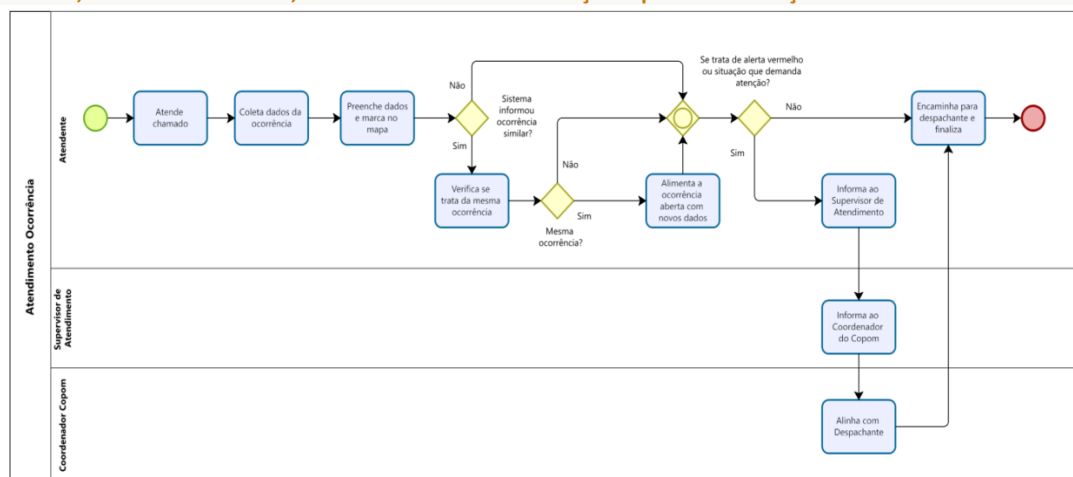 Atendimento Ocorrência
Atendente
Atende
chamado
Coleta dados da
ocorrência
Preenche dados
e marca no
mapa
Não
Sistema
informou
ocorrência
similar?
Sim
Verifica se
trata da mesma
ocorrência
Não
Sim
Mesma
ocorrência?
Alimenta a
ocorrência
aberta com
novos dados
Se trata de alerta vermelho
ou situação que demanda
atenção?
Não
Sim
Encaminha para
despachante e
finaliza
Informa ao
Supervisor de
Atendimento
Supervisor de
Atendimento
Informa ao
Coordenador
do Copom
Coordenador Copom
Alinha com
Despachante